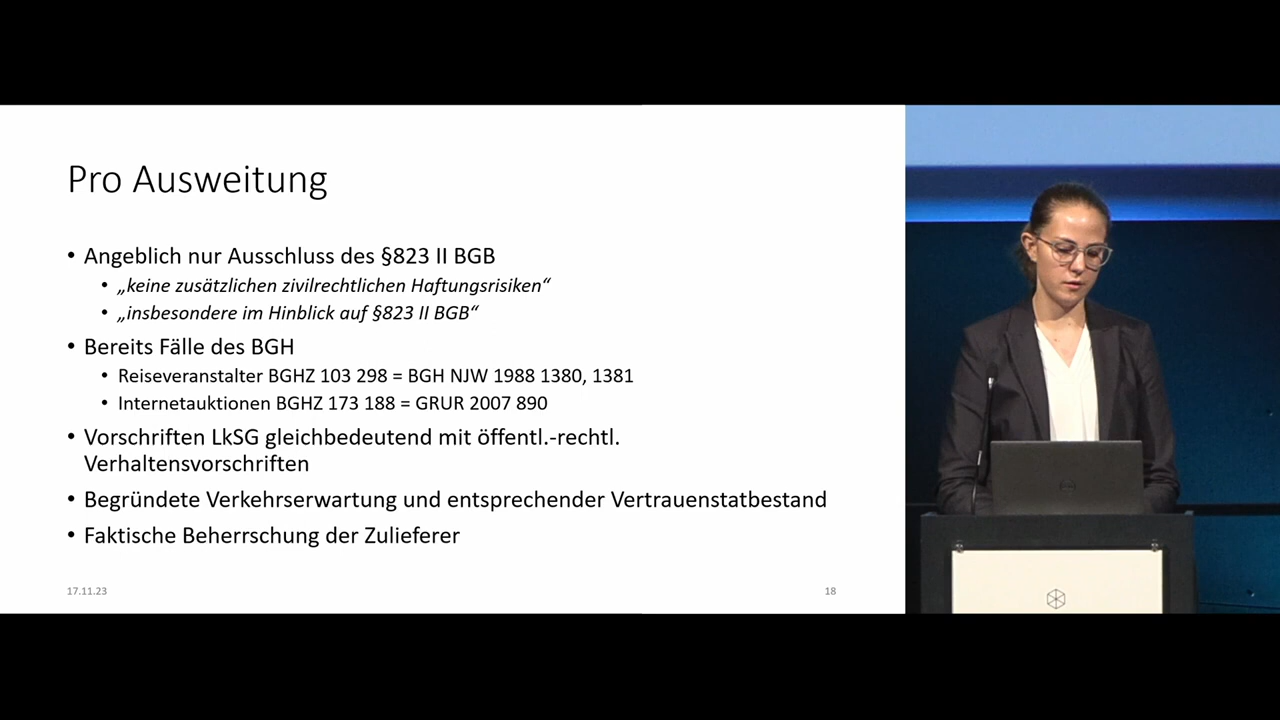 Pro Ausweitung
• Angeblich nur Ausschluss des §823 II BGB
• „keine zusätzlichen zivilrechtlichen Haftungsrisiken“
• „insbesondere im Hinblick auf §823 II BGB“
• Bereits Fälle des BGH
• Reiseveranstalter BGHZ 103 298 = BGH NJW 1988 1380, 1381
• Internetauktionen BGHZ 173 188 = GRUR 2007 890
• Vorschriften LkSG gleichbedeutend mit öffentl.-rechtl.
Verhaltensvorschriften
• Begründete Verkehrserwartung und entsprechender Vertrauenstatbestand
• Faktische Beherrschung der Zulieferer
17.11.23
18